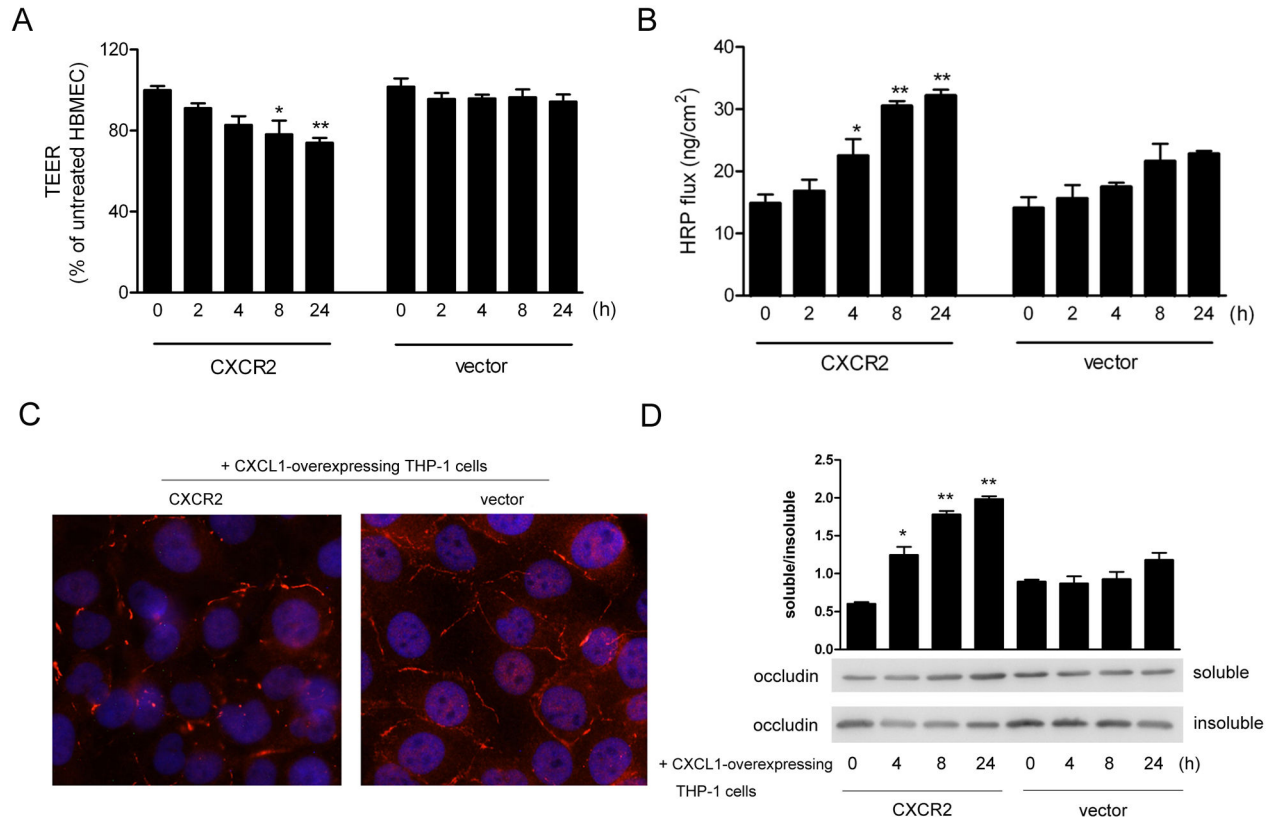 A
TEER
(% of untreated HBMEC)
120
80
40
0
* **
0 2 4 8 24 0 2 4 8 24 (h)
CXCR2 vector
B
HRP flux (ng/cm²)
40
30
20
10
0
* ** **
0 2 4 8 24 0 2 4 8 24 (h)
CXCR2 vector
C
+ CXCL1-overexpressing THP-1 cells
CXCR2 vector
D
soluble/insoluble
2.5
2.0
1.5
1.0
0.5
0.0
* ** **
occludin soluble
occludin insoluble
+ CXCL1-overexpressing 0 4 8 24 0 4 8 24 (h)
THP-1 cells
CXCR2 vector